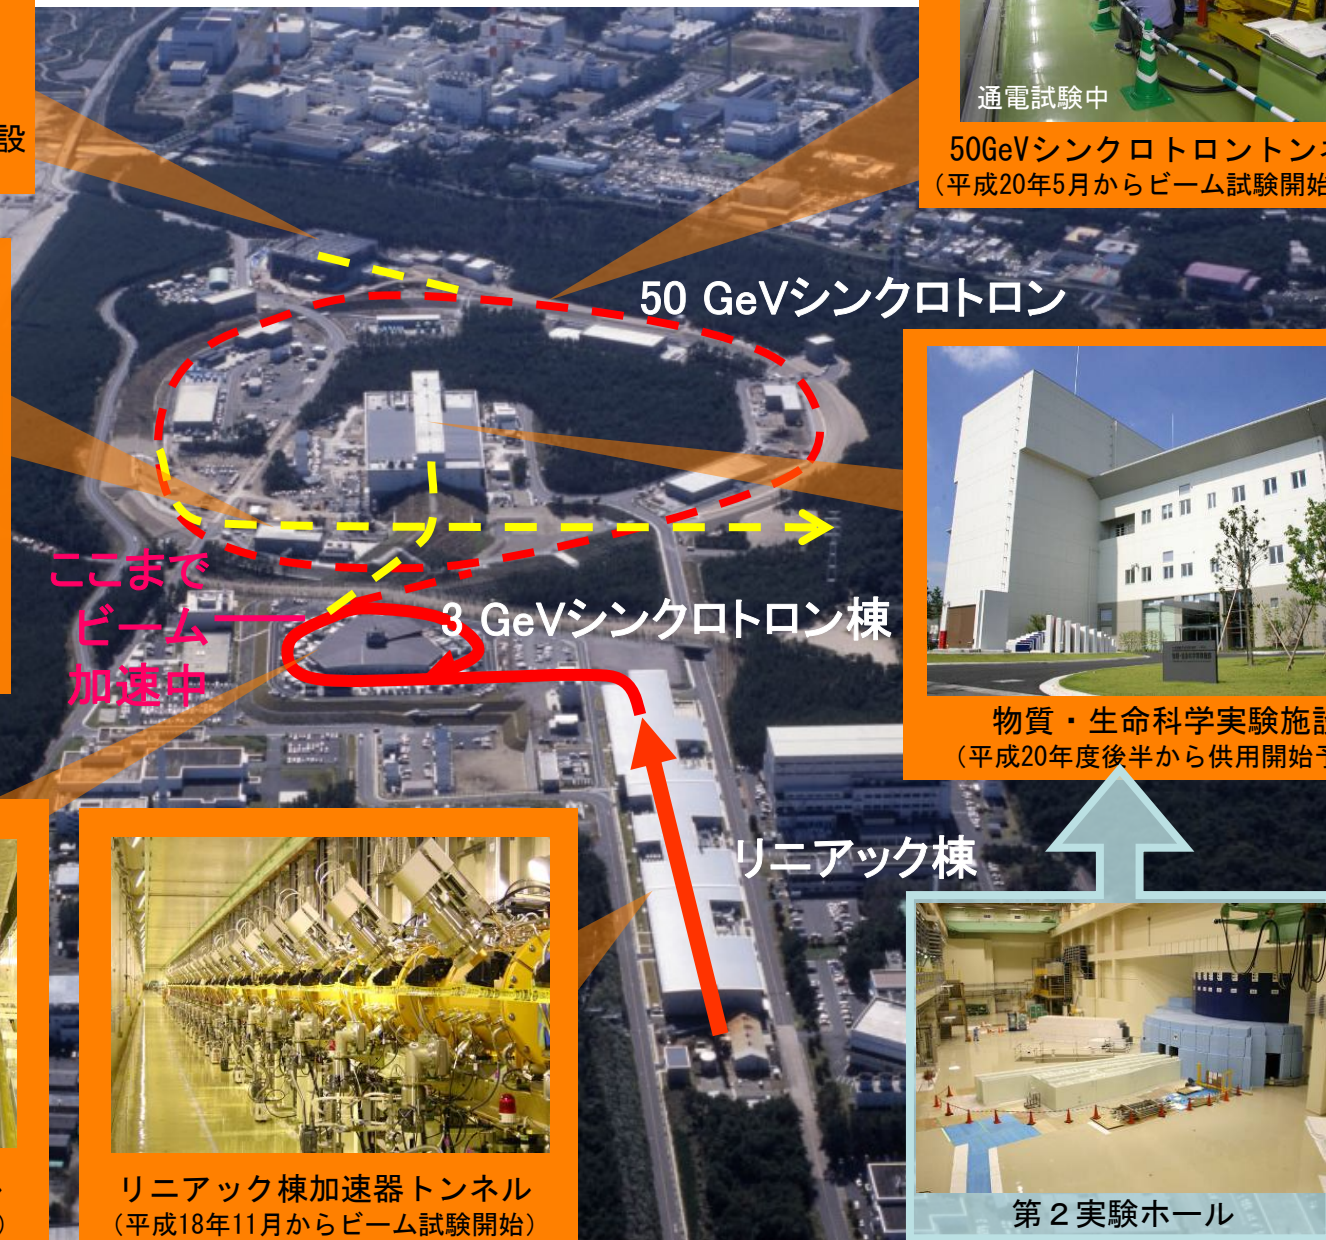 設
通電試験中
50GeVシンクロトロントンネ
（平成20年5月からビーム試験開始
50 GeVシンクロトロン
ここまで
ビーム
加速中
3 GeVシンクロトロン棟
物質・生命科学実験施設
（平成20年度後半から供用開始予
リニアック棟
リニアック棟加速器トンネル
（平成18年11月からビーム試験開始）
）
第２実験ホール